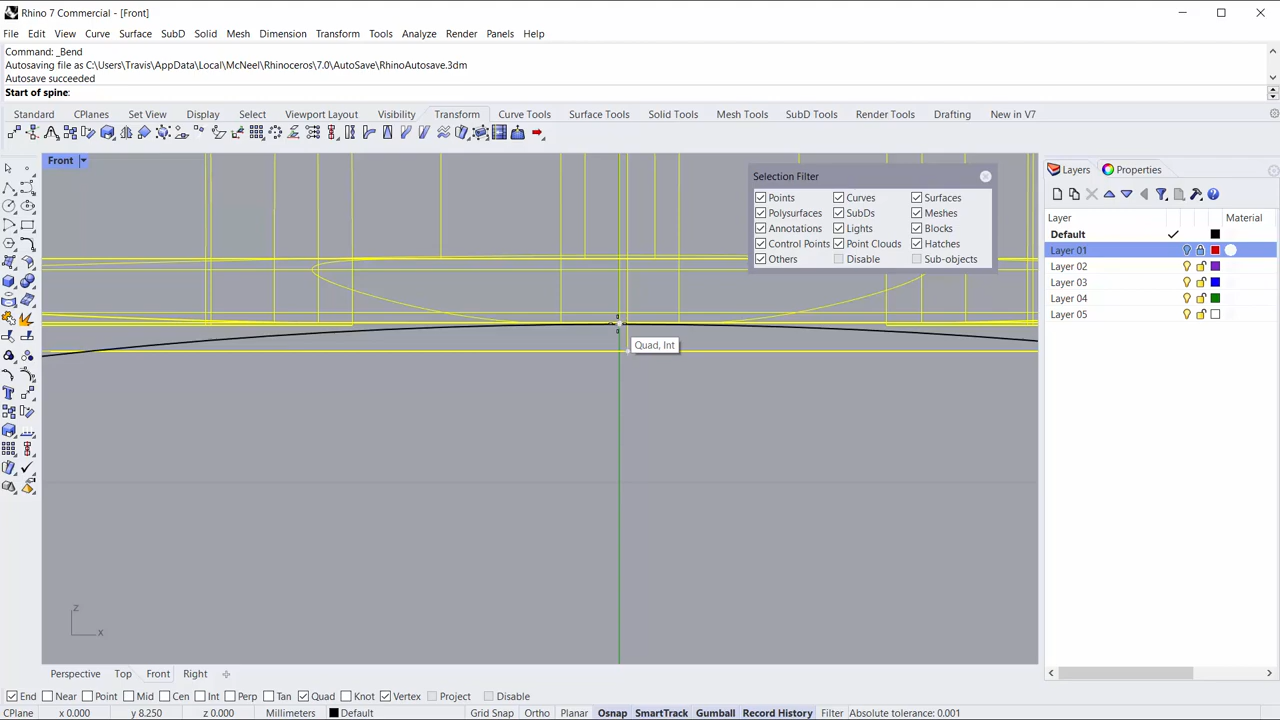 Rhino 7 Commercial - [Front]
File Edit View Curve Surface SubD Solid Mesh Dimension Transform Tools Analyze Render Panels Help
Command: _Bend
Autosaving file as C:\Users\Travis\AppData\Local\McNeel\Rhinoceros\7.0\AutoSave\RhinoAutosave.3dm
Autosave succeeded
Start of spine:
Standard CPlanes Set View Display Select Viewport Layout Visibility Transform Curve Tools Surface Tools Solid Tools Mesh Tools SubD Tools Render Tools Drafting New in V7
Front
Selection Filter
Points Curves Surfaces
Polysurfaces SubDs Meshes
Annotations Lights Blocks
Control Points Point Clouds Hatches
Others Disable Sub-objects
Quad, Int
z
x
Layers Properties
Layer Material
Default
Layer 01
Layer 02
Layer 03
Layer 04
Layer 05
Perspective Top Front Right
End Near Point Mid Cen Int Perp Tan Quad Knot Vertex Project Disable
CPlane x 0.000 y 8.250 z 0.000 Millimeters Default Grid Snap Ortho Planar Osnap SmartTrack Gumball Record History Filter Absolute tolerance: 0.001